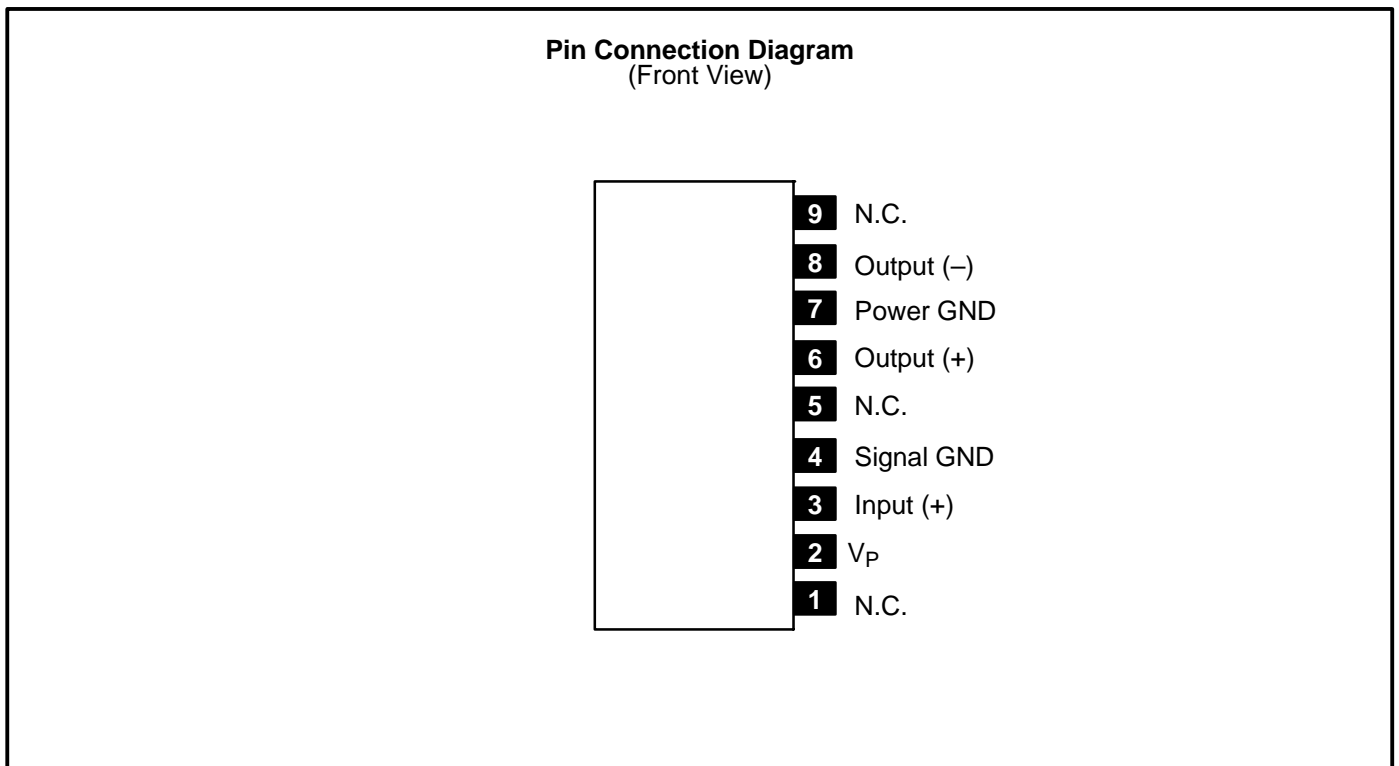 Pin Connection Diagram
(Front View)
9 N.C.
8 Output (–)
7 Power GND
6 Output (+)
5 N.C.
4 Signal GND
3 Input (+)
2 VP
1 N.C.